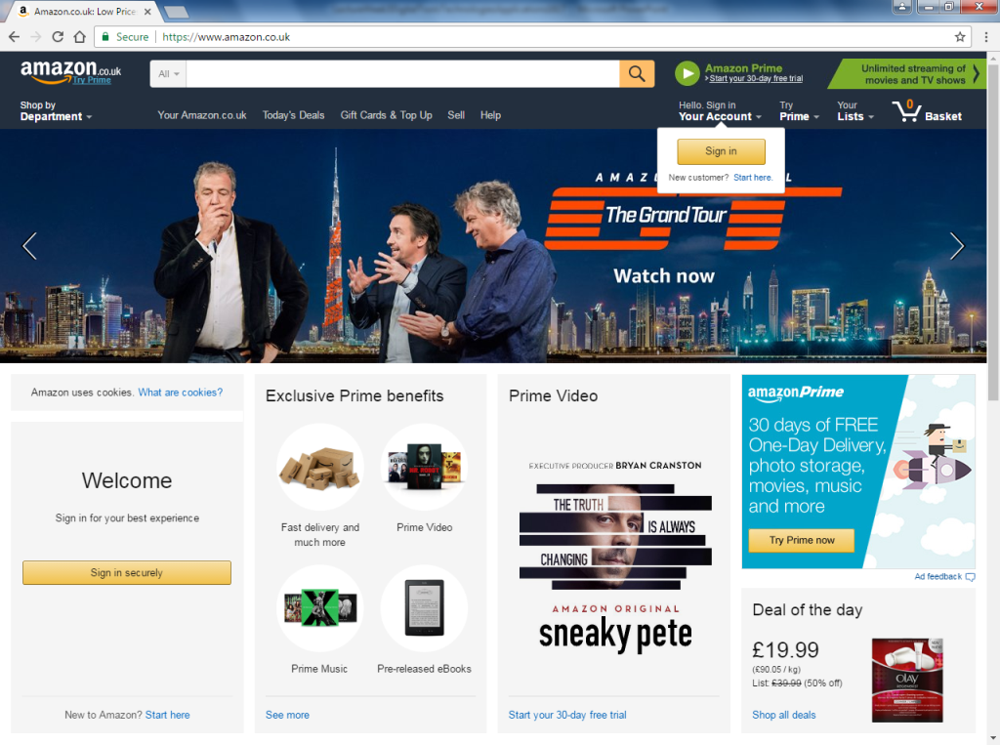 Amazon.co.uk: Low Price
Secure
https://www.amazon.co.uk
amazon.co.uk
Try Prime
All
Amazon Prime
Start your 30-day free trial
Unlimited streaming of
movies and TV shows
Shop by
Department
Your Amazon.co.uk
Today's Deals
Gift Cards & Top Up
Sell
Help
Hello. Sign in
Your Account
Try
Prime
Your
Lists
0
Basket
Sign in
New customer? Start here.
The Grand Tour
Watch now
Amazon uses cookies. What are cookies?
Welcome
Sign in for your best experience
Sign in securely
New to Amazon? Start here
Exclusive Prime benefits
Fast delivery and
much more
Prime Video
Prime Music
Pre-released eBooks
See more
Prime Video
EXECUTIVE PRODUCER BRYAN CRANSTON
THE TRUTH
IS ALWAYS
CHANGING
AMAZON ORIGINAL
sneaky pete
Start your 30-day free trial
amazonPrime
30 days of FREE
One-Day Delivery,
photo storage,
movies, music
and more
Try Prime now
Ad feedback
Deal of the day
£19.99
(£90.05 / kg)
List: £39.99 (50% off)
OLAY
Shop all deals